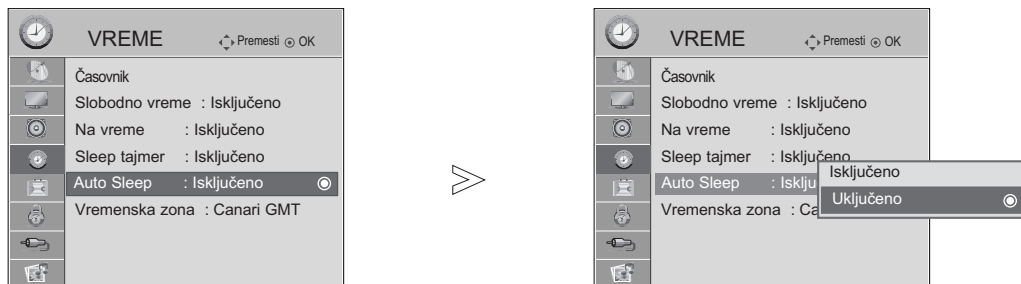 VREME Premesti OK
Časovnik
Slobodno vreme : Isključeno
Na vreme : Isključeno
Sleep tajmer : Isključeno
Auto Sleep : Isključeno
Vremenska zona : Canari GMT
>
VREME Premesti OK
Časovnik
Slobodno vreme : Isključeno
Na vreme : Isključeno
Sleep tajmer : Isključeno
Auto Sleep : Isklju
Vremenska zona : Ca
Isključeno
Uključeno